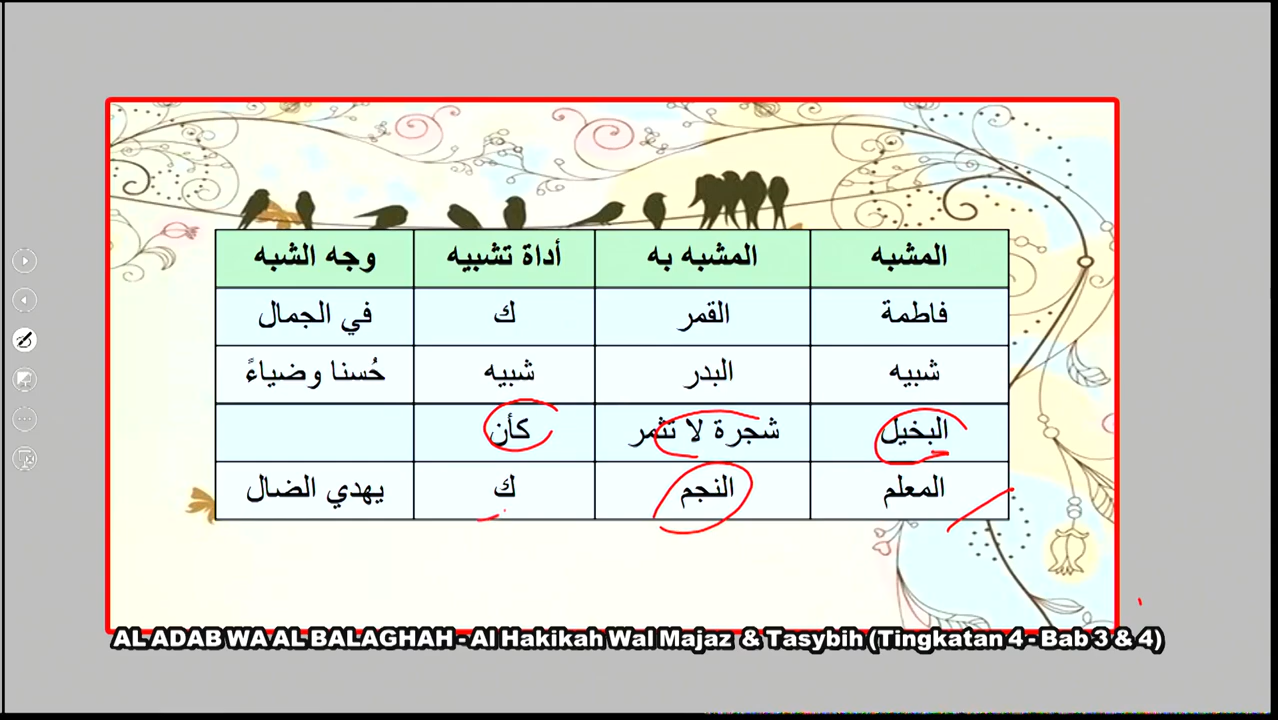 المشبه المشبه به أداة تشبيه وجه الشبه
فاطمة القمر ك في الجمال
شبيه البدر شبيه حُسنا وضياءً
البخيل شجرة لا تثمر كأن
المعلم النجم ك يهدي الضال
AL ADAB WA AL BALAGHAH - Al Hakikah Wal Majaz & Tasybih (Tingkatan 4 - Bab 3 & 4)